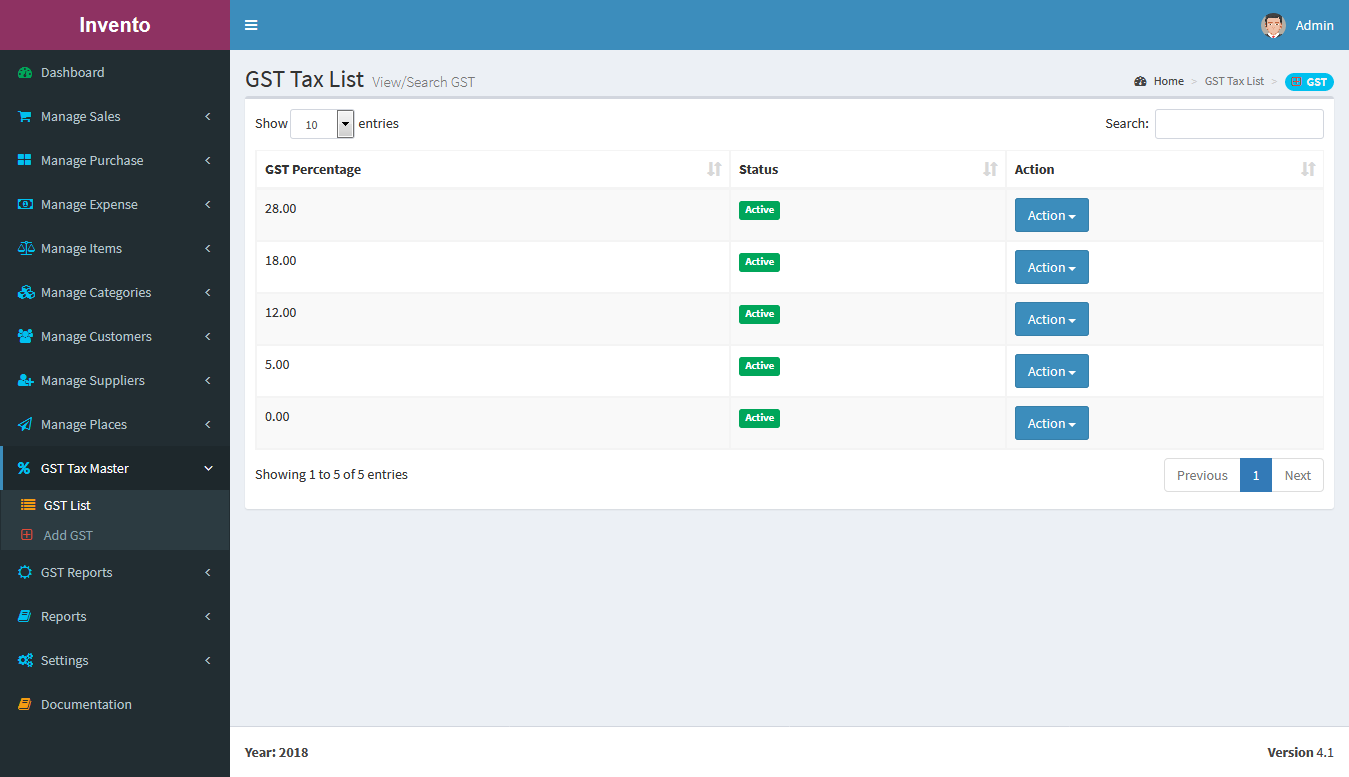 Invento
Admin
Dashboard
Manage Sales
Manage Purchase
Manage Expense
Manage Items
Manage Categories
Manage Customers
Manage Suppliers
Manage Places
GST Tax Master
GST List
Add GST
GST Reports
Reports
Settings
Documentation
GST Tax List View/Search GST
Home > GST Tax List > GST
Show 10 entries Search:
GST Percentage Status Action
28.00 Active Action
18.00 Active Action
12.00 Active Action
5.00 Active Action
0.00 Active Action
Showing 1 to 5 of 5 entries Previous 1 Next
Year: 2018 Version 4.1